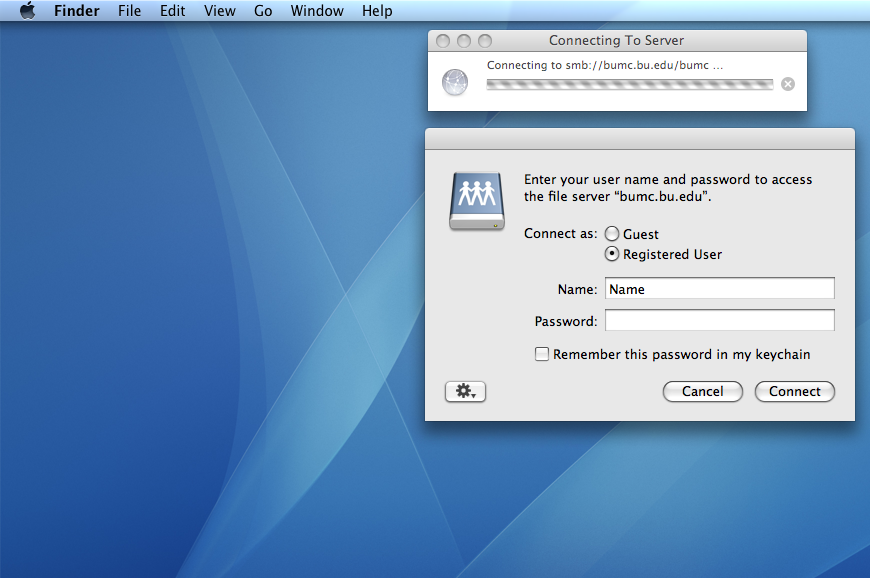 Finder File Edit View Go Window Help
Connecting To Server
Connecting to smb://bumc.bu.edu/bumc ...
Enter your user name and password to access
the file server “bumc.bu.edu”.
Connect as: Guest
Registered User
Name: Name
Password:
Remember this password in my keychain
Cancel Connect